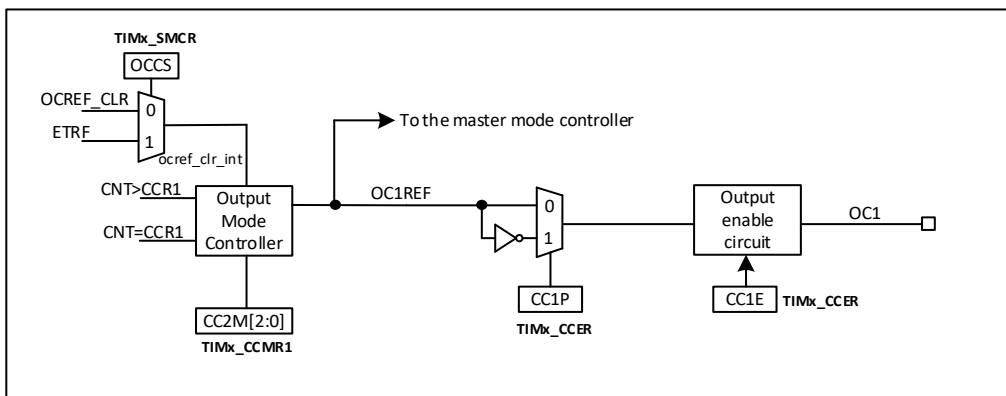 TIMx_SMCR
OCCS
OCREF_CLR
0
ETRF
1
ocref_clr_int
To the master mode controller
CNT>CCR1
CNT=CCR1
Output
Mode
Controller
OC1REF
0
1
Output
enable
circuit
OC1
CC1P
TIMx_CCER
CC1E
TIMx_CCER
CC2M[2:0]
TIMx_CCMR1